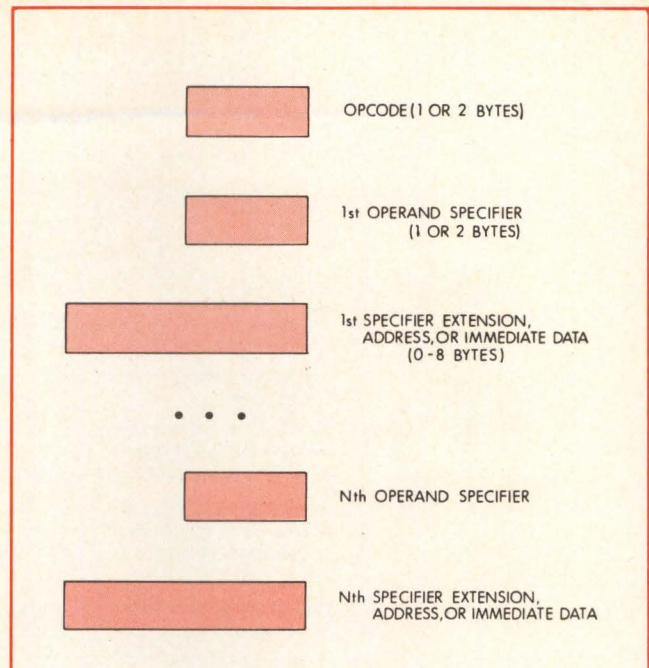 OPCODE (1 OR 2 BYTES)
1st OPERAND SPECIFIER
(1 OR 2 BYTES)
1st SPECIFIER EXTENSION,
ADDRESS, OR IMMEDIATE DATA
(0-8 BYTES)
Nth OPERAND SPECIFIER
Nth SPECIFIER EXTENSION,
ADDRESS, OR IMMEDIATE DATA